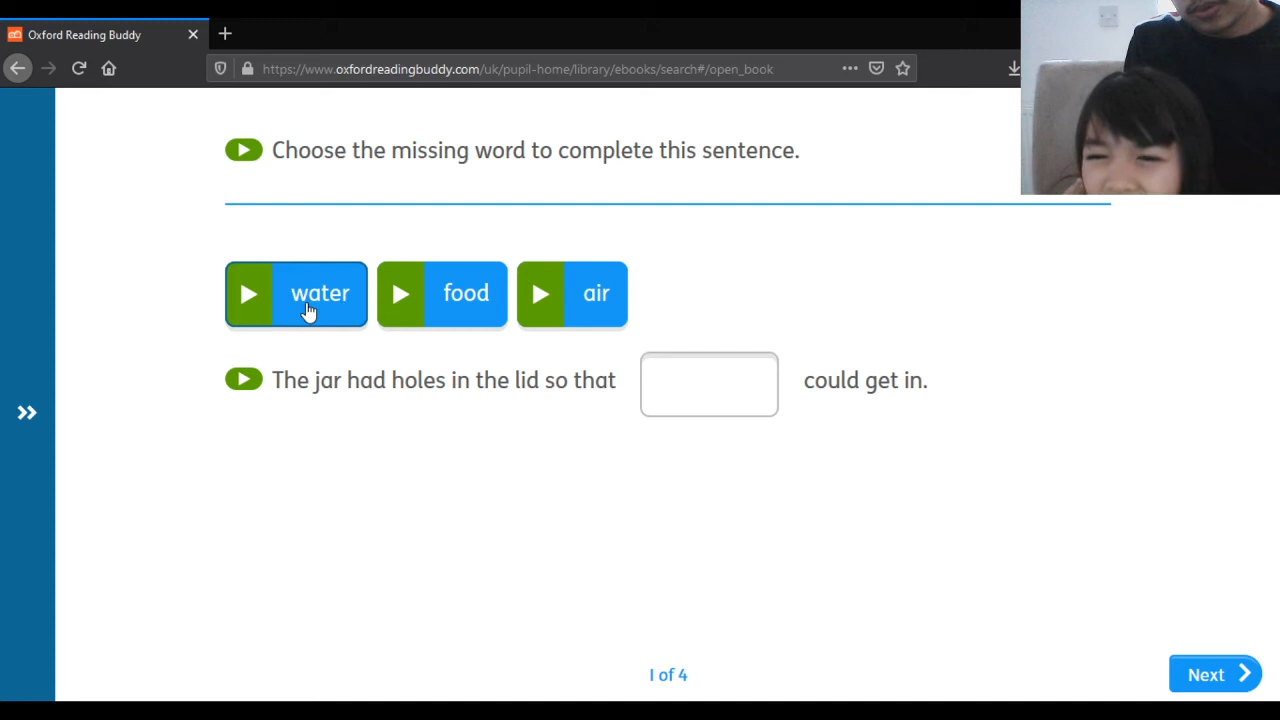 Oxford Reading Buddy
https://www.oxfordreadingbuddy.com/uk/pupil-home/library/ebooks/search#/open_book
Choose the missing word to complete this sentence.
water food air
The jar had holes in the lid so that could get in.
1 of 4
Next